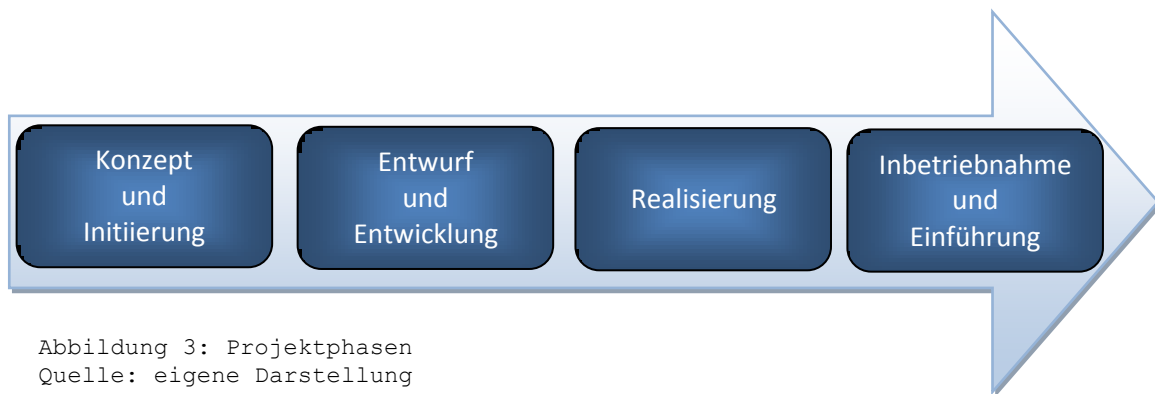 Konzept
und
Initiierung
Entwurf
und
Entwicklung
Realisierung
Inbetriebnahme
und
Einführung
Abbildung 3: Projektphasen
Quelle: eigene Darstellung